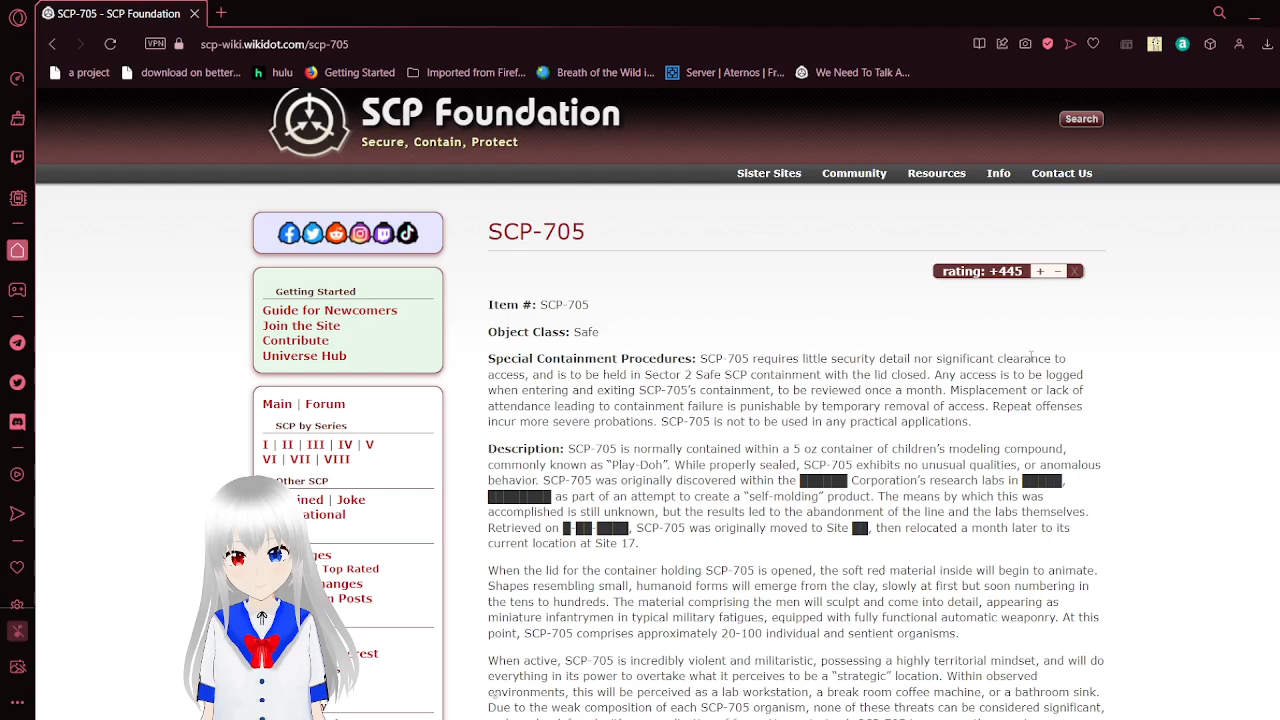 SCP-705 - SCP Foundation
VPN
scp-wiki.wikidot.com/scp-705
a project
download on better...
hulu
Getting Started
Imported from Firef...
Breath of the Wild i...
Server | Aternos | Fr...
We Need To Talk A...
SCP Foundation
Secure, Contain, Protect
Search
Sister Sites
Community
Resources
Info
Contact Us
Getting Started
Guide for Newcomers
Join the Site
Contribute
Universe Hub
Main | Forum
SCP by Series
I | II | III | IV | V
VI | VII | VIII
Other SCP
ined | Joke
ational
ges
Top Rated
hanges
n Posts
rest
SCP-705
rating: +445 + − X
Item #: SCP-705
Object Class: Safe
Special Containment Procedures: SCP-705 requires little security detail nor significant clearance to
access, and is to be held in Sector 2 Safe SCP containment with the lid closed. Any access is to be logged
when entering and exiting SCP-705's containment, to be reviewed once a month. Misplacement or lack of
attendance leading to containment failure is punishable by temporary removal of access. Repeat offenses
incur more severe probations. SCP-705 is not to be used in any practical applications.
Description: SCP-705 is normally contained within a 5 oz container of children's modeling compound,
commonly known as "Play-Doh". While properly sealed, SCP-705 exhibits no unusual qualities, or anomalous
behavior. SCP-705 was originally discovered within the ██████ Corporation's research labs in █████,
████████ as part of an attempt to create a "self-molding" product. The means by which this was
accomplished is still unknown, but the results led to the abandonment of the line and the labs themselves.
Retrieved on █-██-████, SCP-705 was originally moved to Site ██, then relocated a month later to its
current location at Site 17.
When the lid for the container holding SCP-705 is opened, the soft red material inside will begin to animate.
Shapes resembling small, humanoid forms will emerge from the clay, slowly at first but soon numbering in
the tens to hundreds. The material comprising the men will sculpt and come into detail, appearing as
miniature infantrymen in typical military fatigues, equipped with fully functional automatic weaponry. At this
point, SCP-705 comprises approximately 20-100 individual and sentient organisms.
When active, SCP-705 is incredibly violent and militaristic, possessing a highly territorial mindset, and will do
everything in its power to overtake what it perceives to be a "strategic" location. Within observed
environments, this will be perceived as a lab workstation, a break room coffee machine, or a bathroom sink.
Due to the weak composition of each SCP-705 organism, none of these threats can be considered significant,